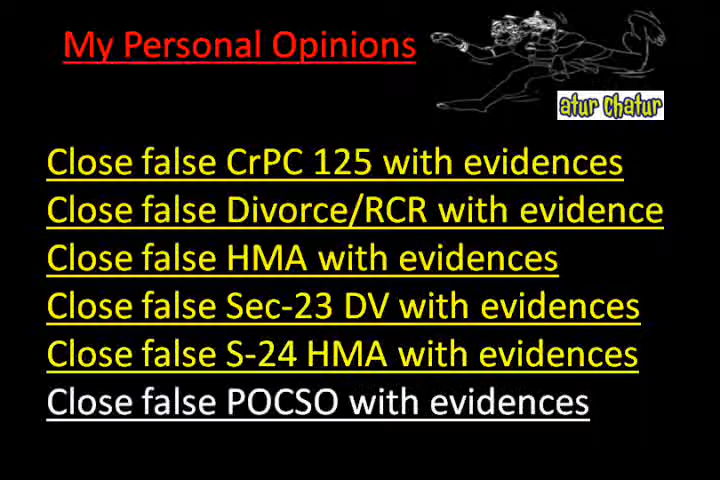 My Personal Opinions
atur Chatur
Close false CrPC 125 with evidences
Close false Divorce/RCR with evidence
Close false HMA with evidences
Close false Sec-23 DV with evidences
Close false S-24 HMA with evidences
Close false POCSO with evidences